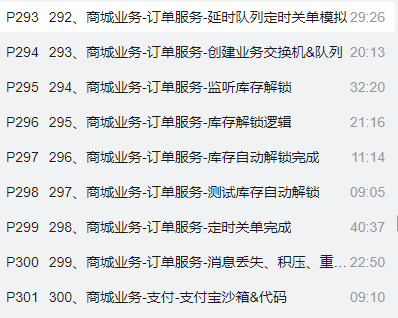 P293 292、商城业务-订单服务-延时队列定时关单模拟 29:26
P294 293、商城业务-订单服务-创建业务交换机&队列 20:13
P295 294、商城业务-订单服务-监听库存解锁 32:20
P296 295、商城业务-订单服务-库存解锁逻辑 21:16
P297 296、商城业务-订单服务-库存自动解锁完成 11:14
P298 297、商城业务-订单服务-测试库存自动解锁 09:05
P299 298、商城业务-订单服务-定时关单完成 40:37
P300 299、商城业务-订单服务-消息丢失、积压、重... 22:50
P301 300、商城业务-支付-支付宝沙箱&代码 09:10